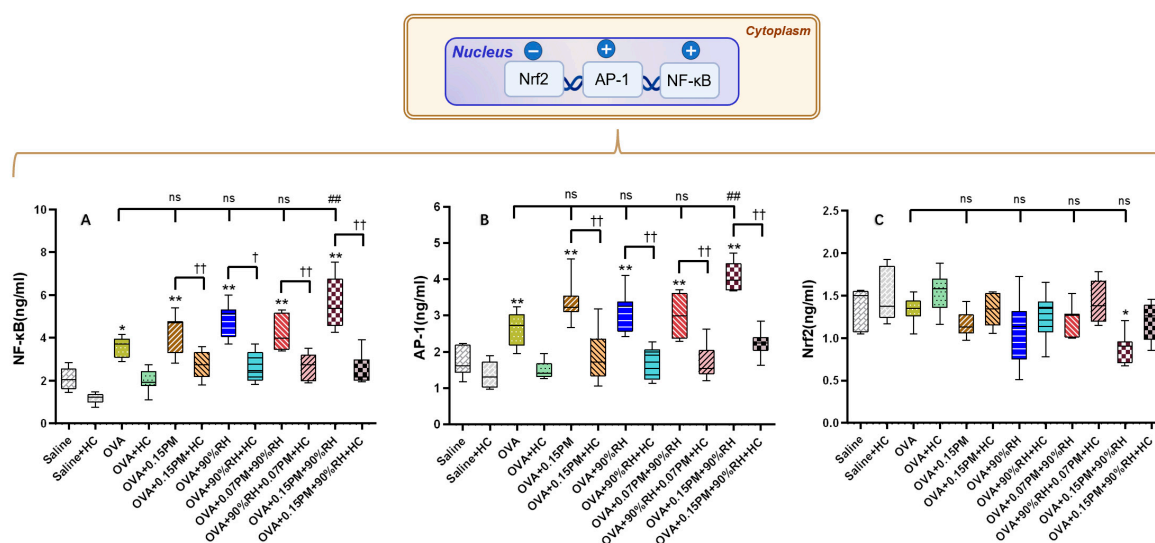 Cytoplasm
Nucleus
− + +
Nrf2 AP-1 NF-κB
A
ns ns ns ##
†† † †† ††
* ** ** ** **
NF-κB(ng/ml)
10
8
6
4
2
0
Saline
Saline+HC
OVA
OVA+HC
OVA+0.15PM
OVA+0.15PM+HC
OVA+90%RH
OVA+90%RH+HC
OVA+0.07PM+90%RH
OVA+90%RH+0.07PM+HC
OVA+0.15PM+90%RH
OVA+0.15PM+90%RH+HC
B
ns ns ns ##
†† †† †† ††
** ** ** ** **
AP-1(ng/ml)
6
5
4
3
2
1
0
Saline
Saline+HC
OVA
OVA+HC
OVA+0.15PM
OVA+0.15PM+HC
OVA+90%RH
OVA+90%RH+HC
OVA+0.07PM+90%RH
OVA+90%RH+0.07PM+HC
OVA+0.15PM+90%RH
OVA+0.15PM+90%RH+HC
C
ns ns ns ns
*
Nrf2(ng/ml)
2.5
2.0
1.5
1.0
0.5
0.0
Saline
Saline+HC
OVA
OVA+HC
OVA+0.15PM
OVA+0.15PM+HC
OVA+90%RH
OVA+90%RH+HC
OVA+0.07PM+90%RH
OVA+90%RH+0.07PM+HC
OVA+0.15PM+90%RH
OVA+0.15PM+90%RH+HC